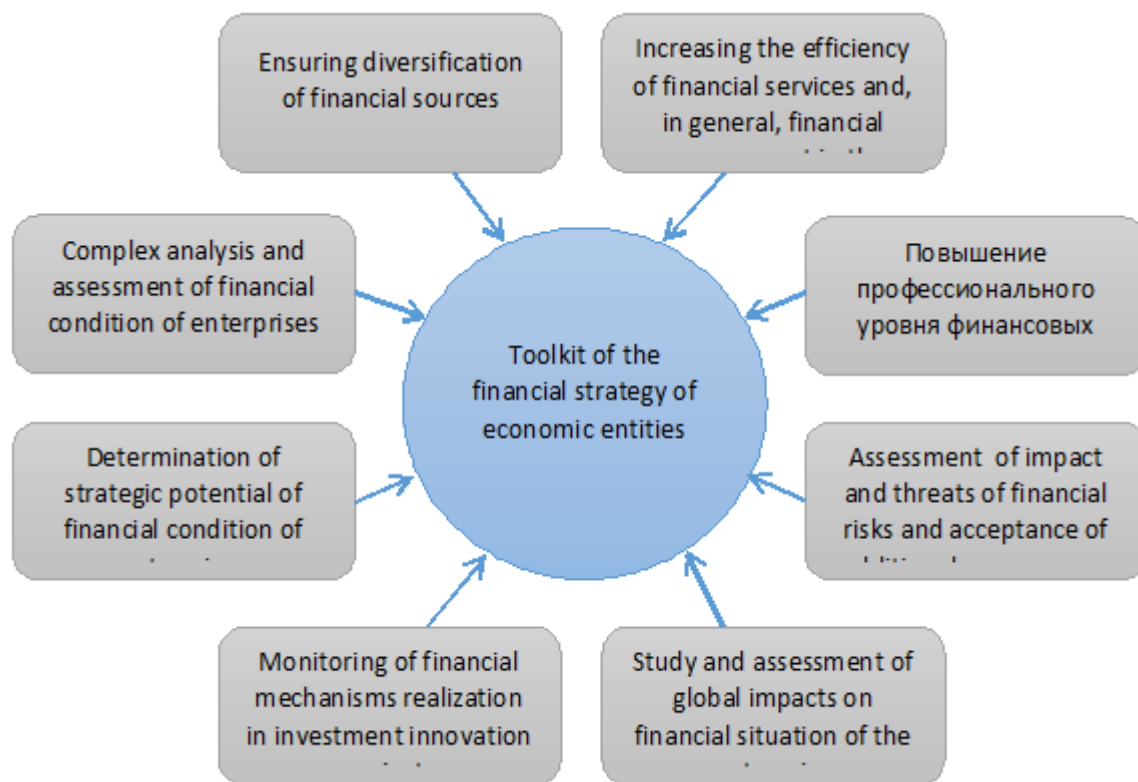 Ensuring diversification
of financial sources
Increasing the efficiency
of financial services and,
in general, financial
Complex analysis and
assessment of financial
condition of enterprises
Повышение
профессионального
уровня финансовых
Toolkit of the
financial strategy of
economic entities
Determination of
strategic potential of
financial condition of
Assessment of impact
and threats of financial
risks and acceptance of
Monitoring of financial
mechanisms realization
in investment innovation
Study and assessment of
global impacts on
financial situation of the